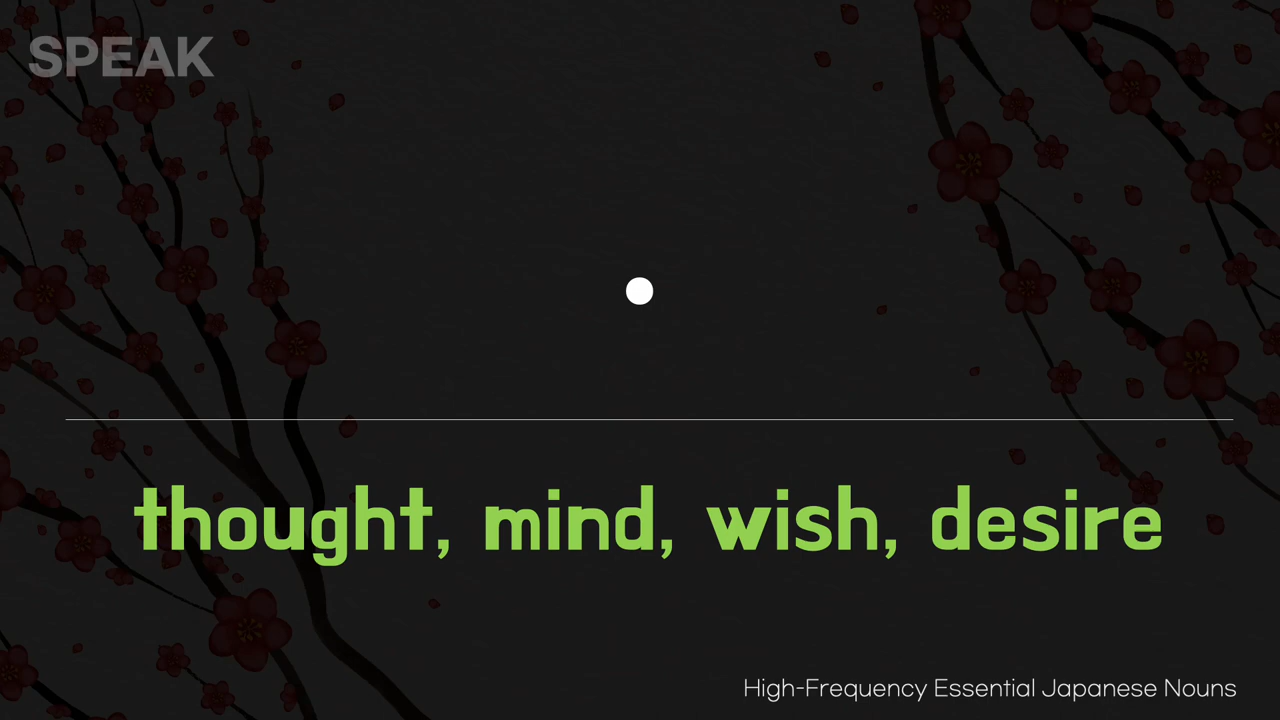 SPEAK
thought, mind, wish, desire
High-Frequency Essential Japanese Nouns